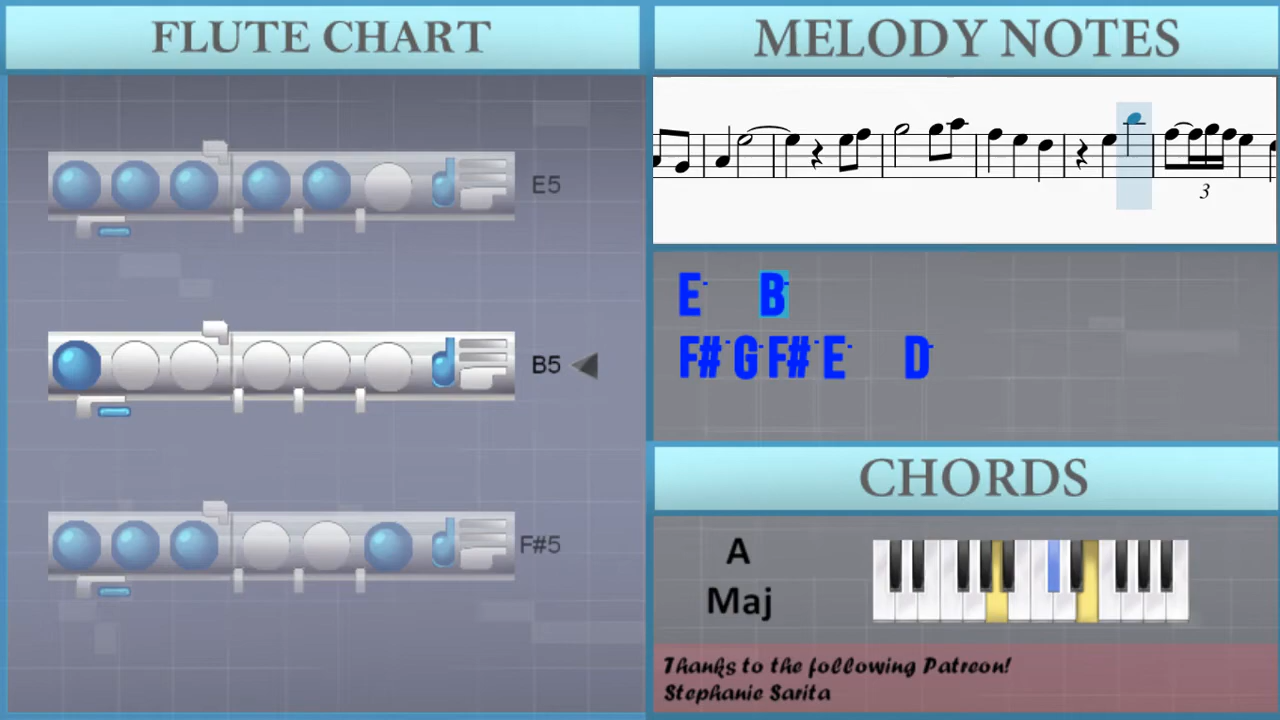 FLUTE CHART
E5
B5
F#5
MELODY NOTES
3
E· B·
F#· G· F#· E· D·
CHORDS
A
Maj
Thanks to the following Patreon!
Stephanie Sarita